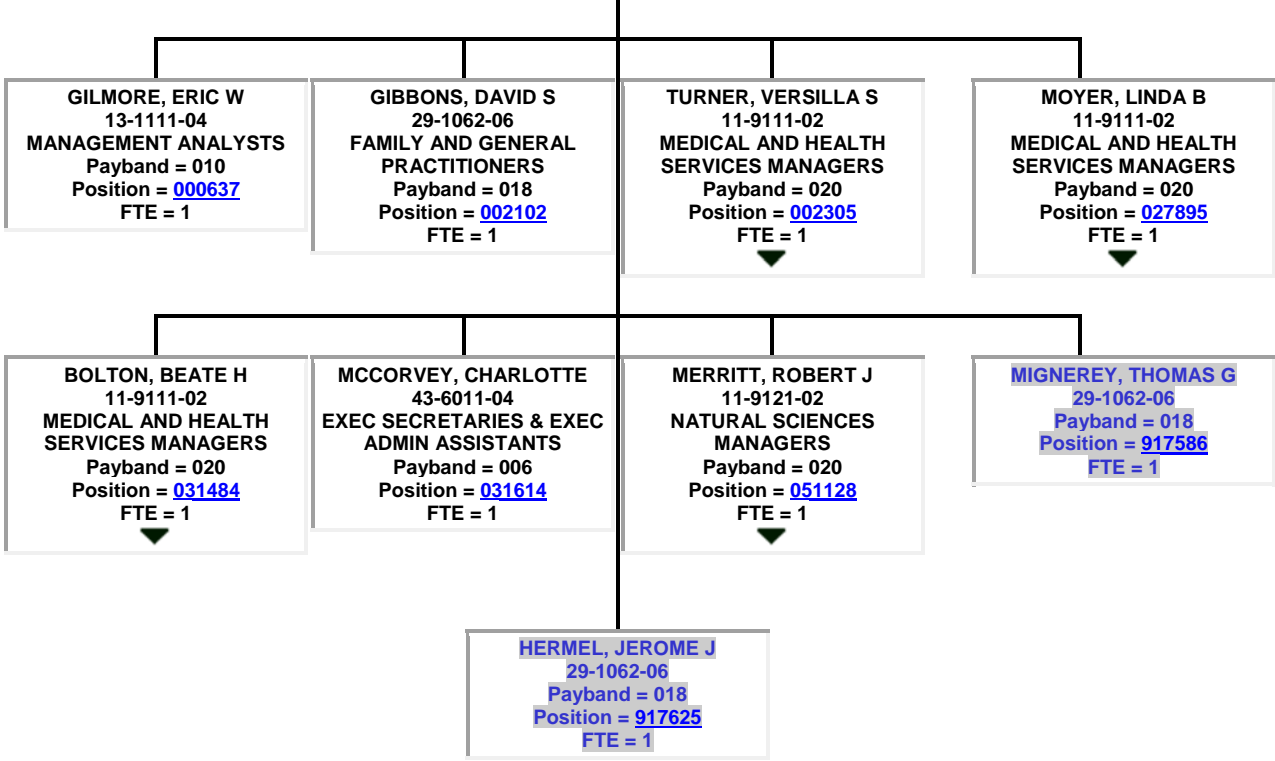 GILMORE, ERIC W
13-1111-04
MANAGEMENT ANALYSTS
Payband = 010
Position = 000637
FTE = 1
GIBBONS, DAVID S
29-1062-06
FAMILY AND GENERAL
PRACTITIONERS
Payband = 018
Position = 002102
FTE = 1
TURNER, VERSILLA S
11-9111-02
MEDICAL AND HEALTH
SERVICES MANAGERS
Payband = 020
Position = 002305
FTE = 1
MOYER, LINDA B
11-9111-02
MEDICAL AND HEALTH
SERVICES MANAGERS
Payband = 020
Position = 027895
FTE = 1
BOLTON, BEATE H
11-9111-02
MEDICAL AND HEALTH
SERVICES MANAGERS
Payband = 020
Position = 031484
FTE = 1
MCCORVEY, CHARLOTTE
43-6011-04
EXEC SECRETARIES & EXEC
ADMIN ASSISTANTS
Payband = 006
Position = 031614
FTE = 1
MERRITT, ROBERT J
11-9121-02
NATURAL SCIENCES
MANAGERS
Payband = 020
Position = 051128
FTE = 1
MIGNEREY, THOMAS G
29-1062-06
Payband = 018
Position = 917586
FTE = 1
HERMEL, JEROME J
29-1062-06
Payband = 018
Position = 917625
FTE = 1